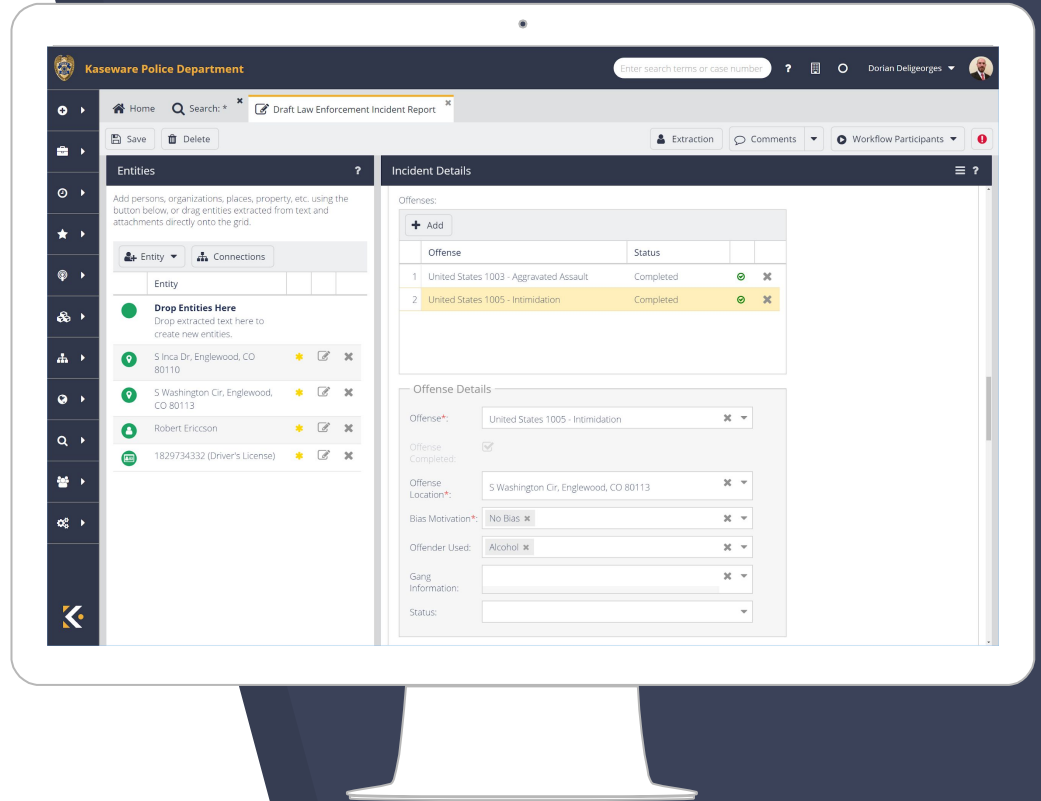 Kaseware Police Department
Enter search terms or case number
?
Dorian Deligeorges
Home
Search: *
Draft Law Enforcement Incident Report
Save
Delete
Extraction
Comments
Workflow Participants
Entities
?
Incident Details
?
Add persons, organizations, places, property, etc. using the
button below, or drag entities extracted from text and
attachments directly onto the grid.
Entity
Connections
Entity
Drop Entities Here
Drop extracted text here to
create new entities.
S Inca Dr, Englewood, CO
80110
S Washington Cir, Englewood,
CO 80113
Robert Ericcson
1829734332 (Driver's License)
Offenses:
Add
Offense
Status
1 United States 1003 - Aggravated Assault Completed
2 United States 1005 - Intimidation Completed
Offense Details
Offense*: United States 1005 - Intimidation
Offense
Completed:
Offense
Location*:
S Washington Cir, Englewood, CO 80113
Bias Motivation*: No Bias
Offender Used: Alcohol
Gang
Information:
Status: